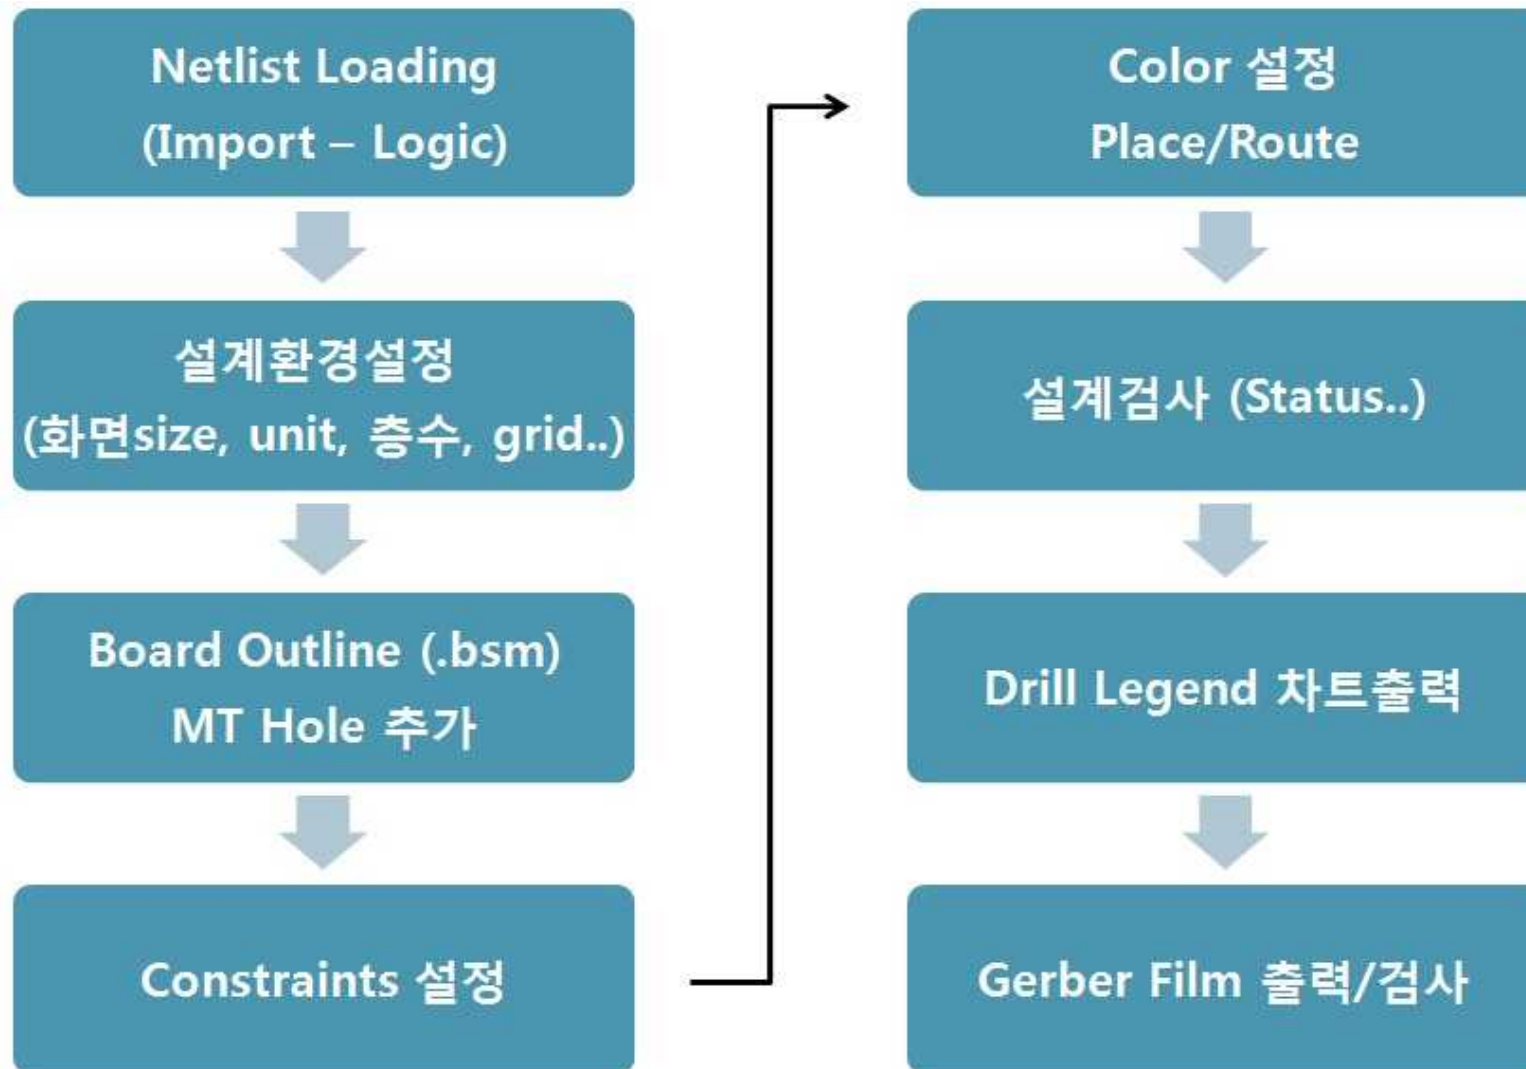 Netlist Loading
(Import – Logic)
설계환경설정
(화면size, unit, 층수, grid..)
Board Outline (.bsm)
MT Hole 추가
Constraints 설정
Color 설정
Place/Route
설계검사 (Status..)
Drill Legend 차트출력
Gerber Film 출력/검사